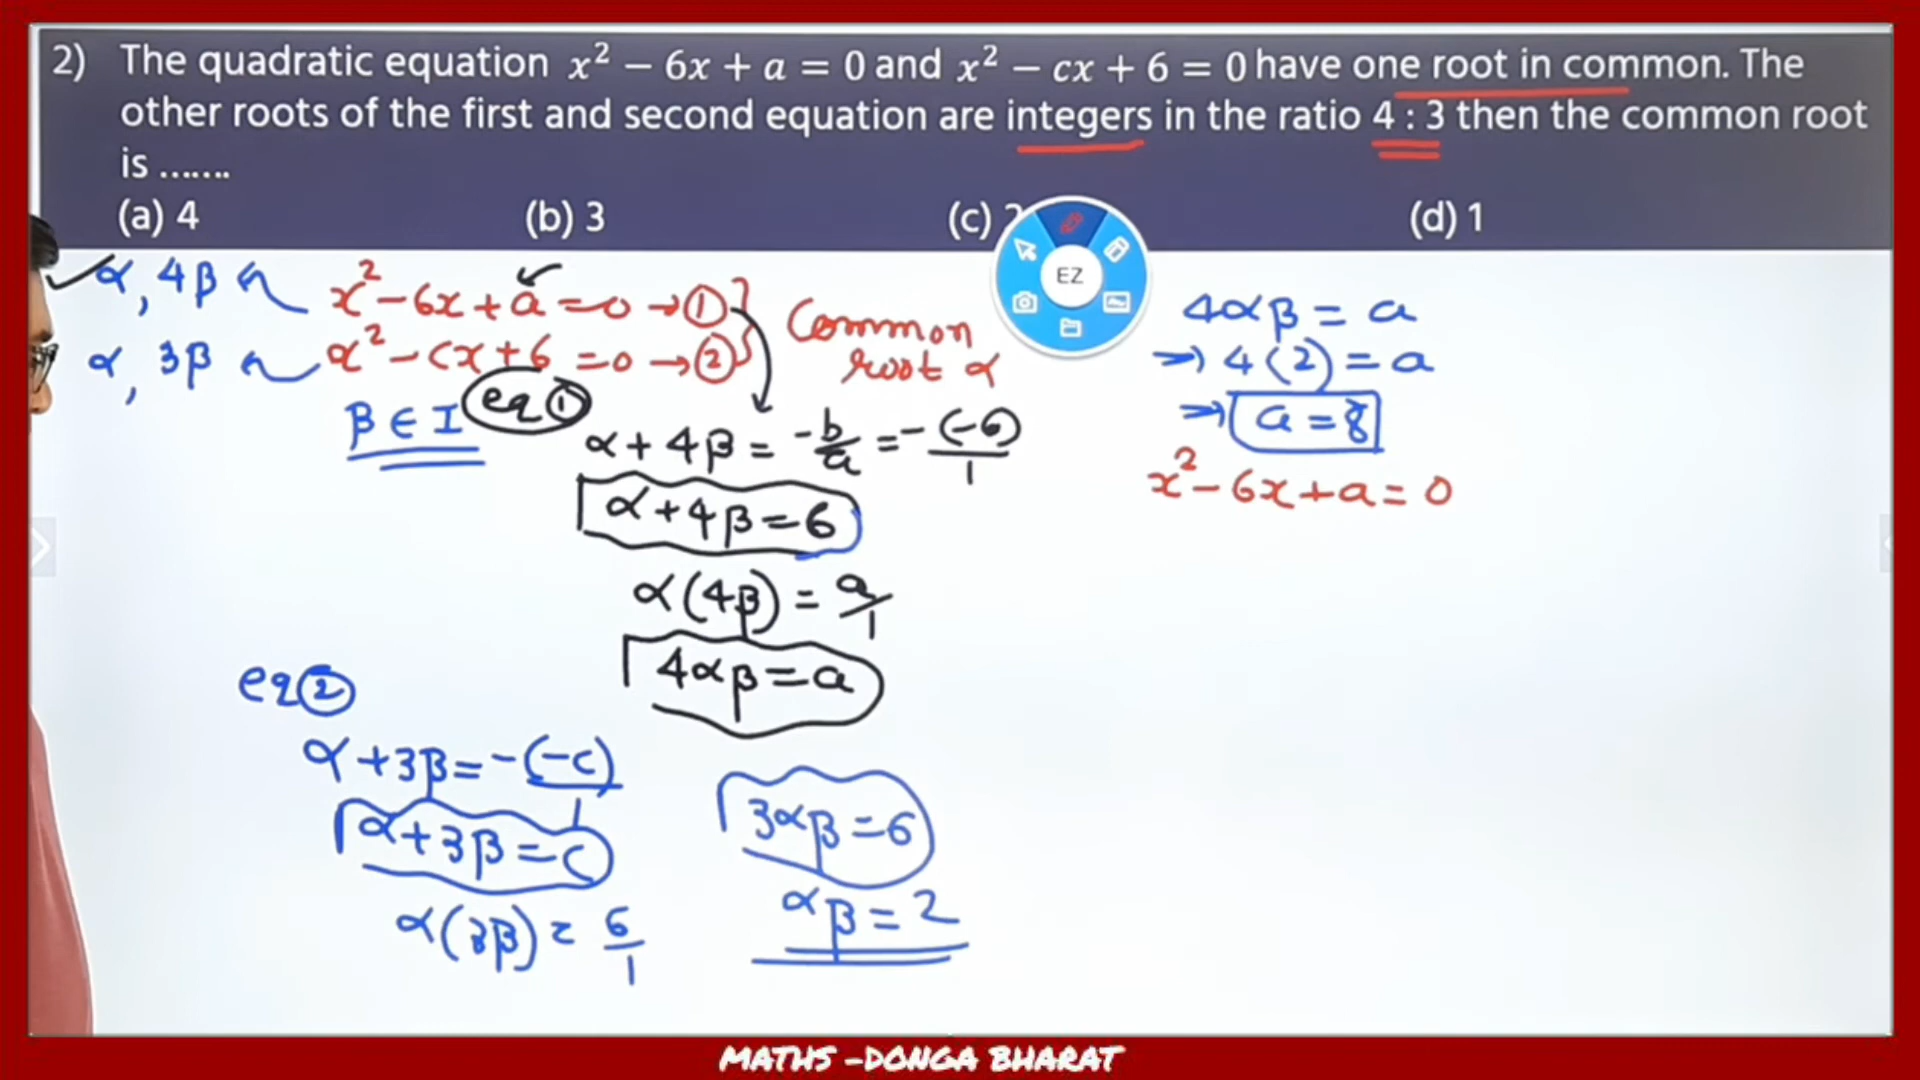 2) The quadratic equation x² − 6x + a = 0 and x² − cx + 6 = 0 have one root in common. The
other roots of the first and second equation are integers in the ratio 4 : 3 then the common root
is .......
(a) 4 (b) 3 (c) (d) 1
EZ
α, 4β x² − 6x + a = 0 → ①
α, 3β x² − cx + 6 = 0 → ②
Common
root α
β ∈ I
eq ①
α + 4β = −b/a = −(−6)/1
α + 4β = 6
α(4β) = a/1
4αβ = a
eq ②
α + 3β = −(−c)/1
α + 3β = c
α(3β) = 6/1
3αβ = 6
αβ = 2
4αβ = a
⇒ 4(2) = a
⇒ a = 8
x² − 6x + a = 0
MATHS -DONGA BHARAT